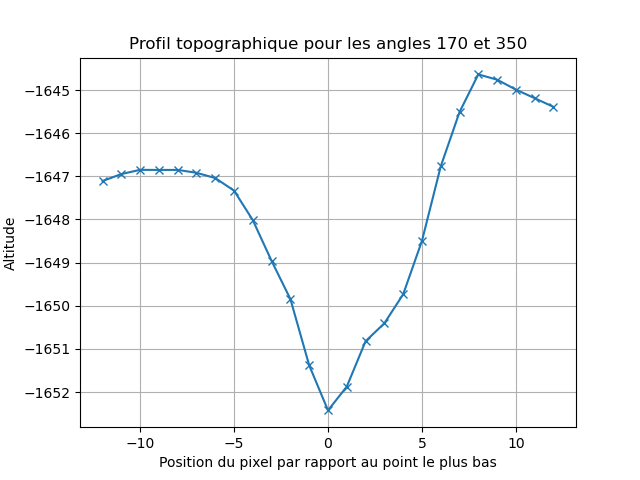 Profil topographique pour les angles 170 et 350
Altitude
−1645
−1646
−1647
−1648
−1649
−1650
−1651
−1652
−10 −5 0 5 10
Position du pixel par rapport au point le plus bas